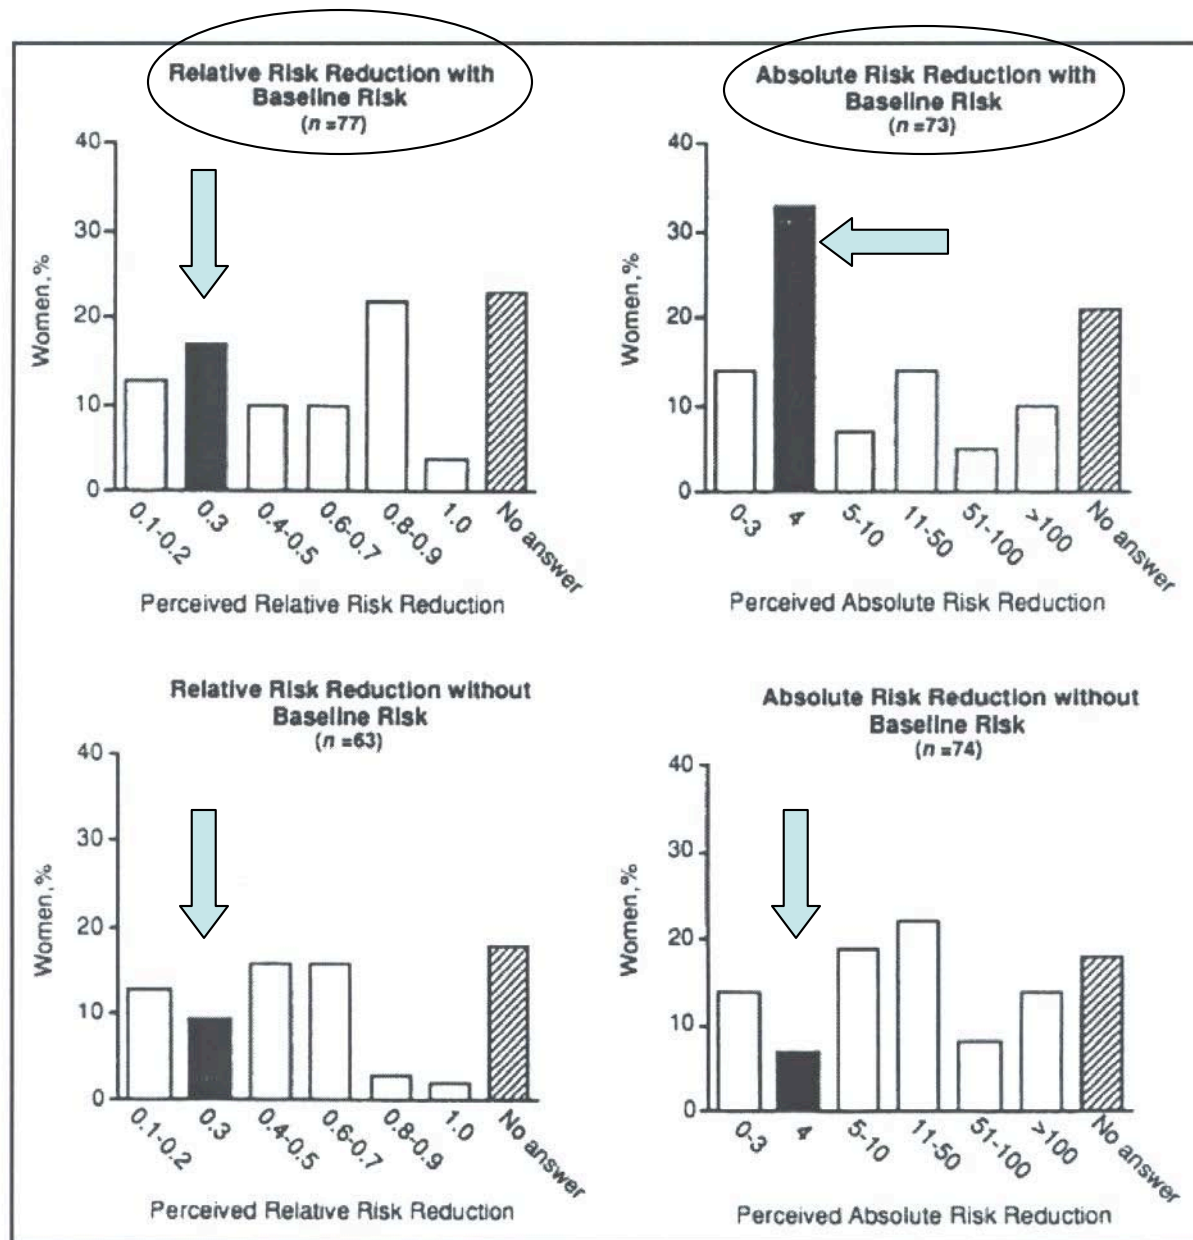 Relative Risk Reduction with
Baseline Risk
(n =77)
40
30
20
10
0
Women,%
0.1-0.2
0.3
0.4-0.5
0.6-0.7
0.8-0.9
1.0
No answer
Perceived Relative Risk Reduction
Absolute Risk Reduction with
Baseline Risk
(n =73)
40
30
20
10
0
Women,%
0-3
4
5-10
11-50
51-100
>100
No answer
Perceived Absolute Risk Reduction
Relative Risk Reduction without
Baseline Risk
(n =63)
40
30
20
10
0
Women,%
0.1-0.2
0.3
0.4-0.5
0.6-0.7
0.8-0.9
1.0
No answer
Perceived Relative Risk Reduction
Absolute Risk Reduction without
Baseline Risk
(n =74)
40
30
20
10
0
Women,%
0-3
4
5-10
11-50
51-100
>100
No answer
Perceived Absolute Risk Reduction